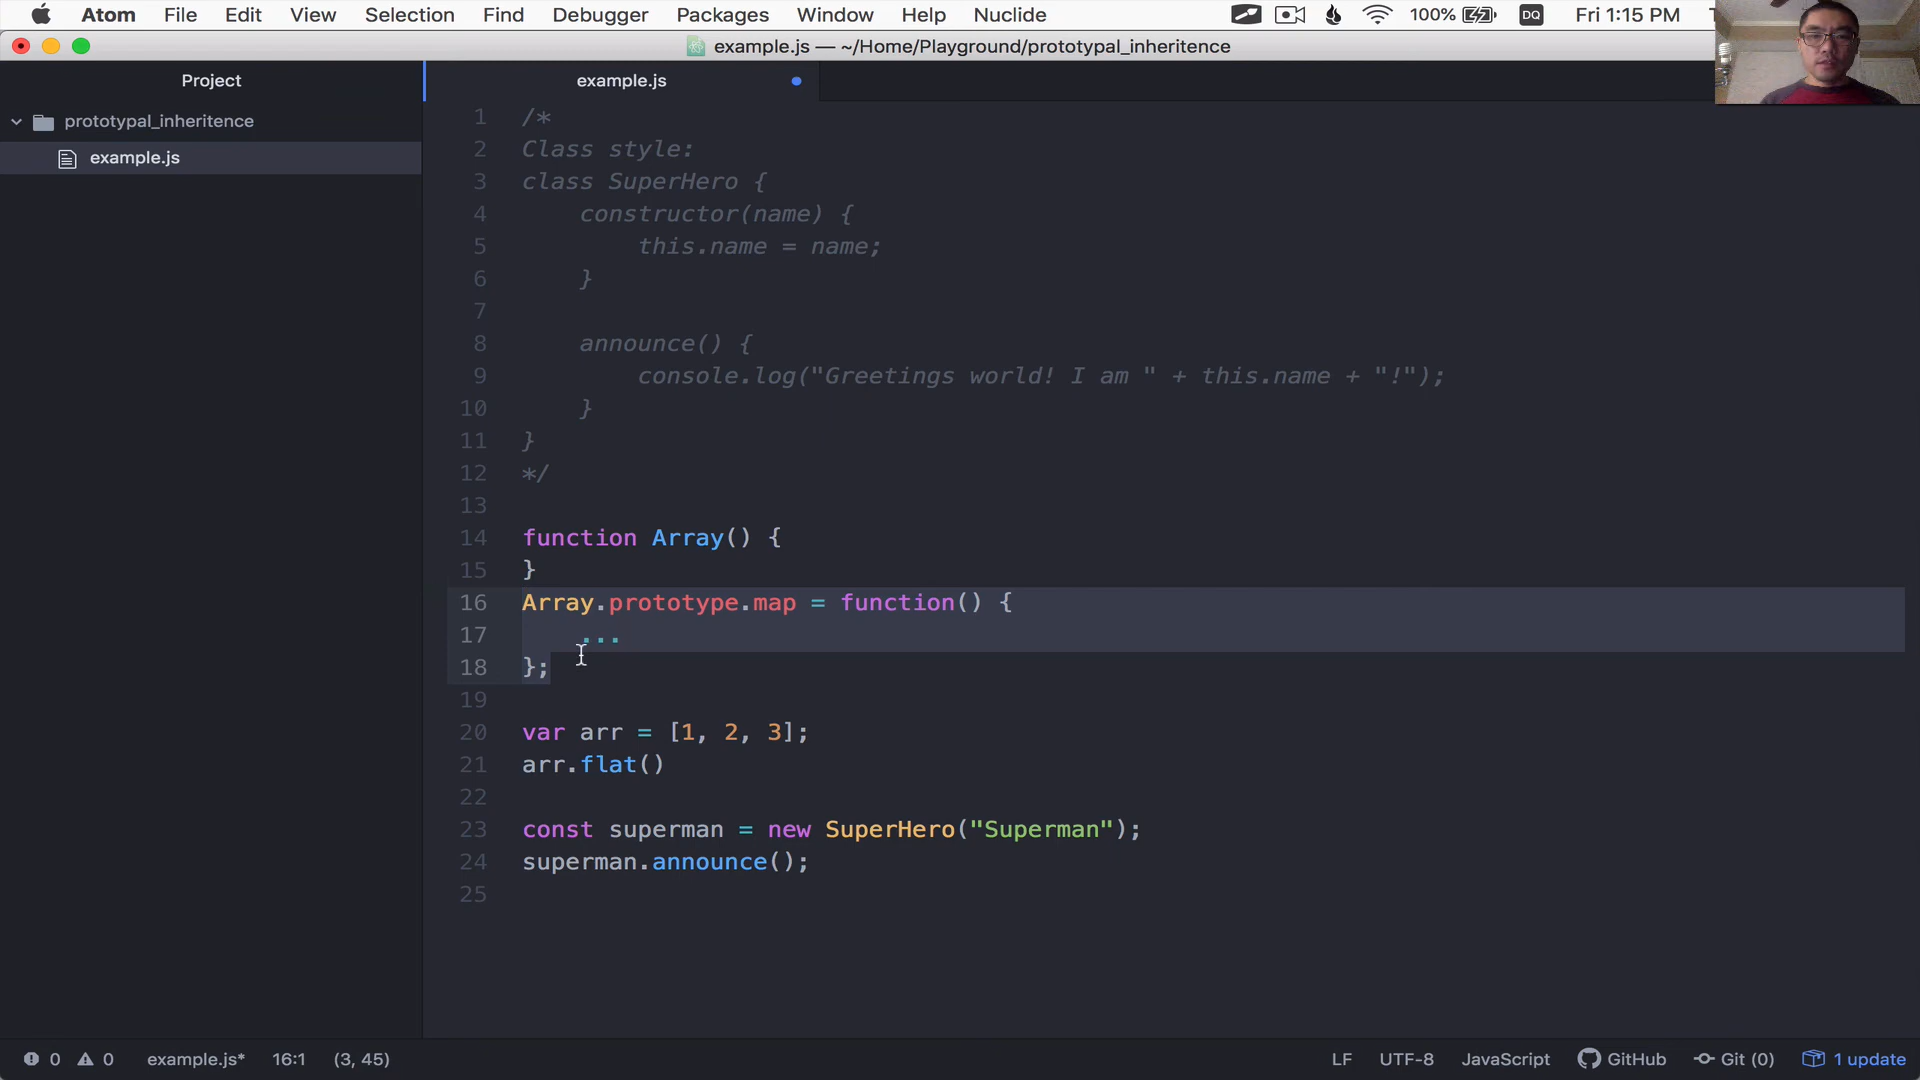 Atom File Edit View Selection Find Debugger Packages Window Help Nuclide 100% DQ Fri 1:15 PM
example.js — ~/Home/Playground/prototypal_inheritence
Project
example.js
prototypal_inheritence
example.js
1 /*
2 Class style:
3 class SuperHero {
4 constructor(name) {
5 this.name = name;
6 }
7
8 announce() {
9 console.log("Greetings world! I am " + this.name + "!");
10 }
11 }
12 */
13
14 function Array() {
15 }
16 Array.prototype.map = function() {
17 ...
18 };
19
20 var arr = [1, 2, 3];
21 arr.flat()
22
23 const superman = new SuperHero("Superman");
24 superman.announce();
25
0 0 example.js* 16:1 (3, 45) LF UTF-8 JavaScript GitHub Git (0) 1 update